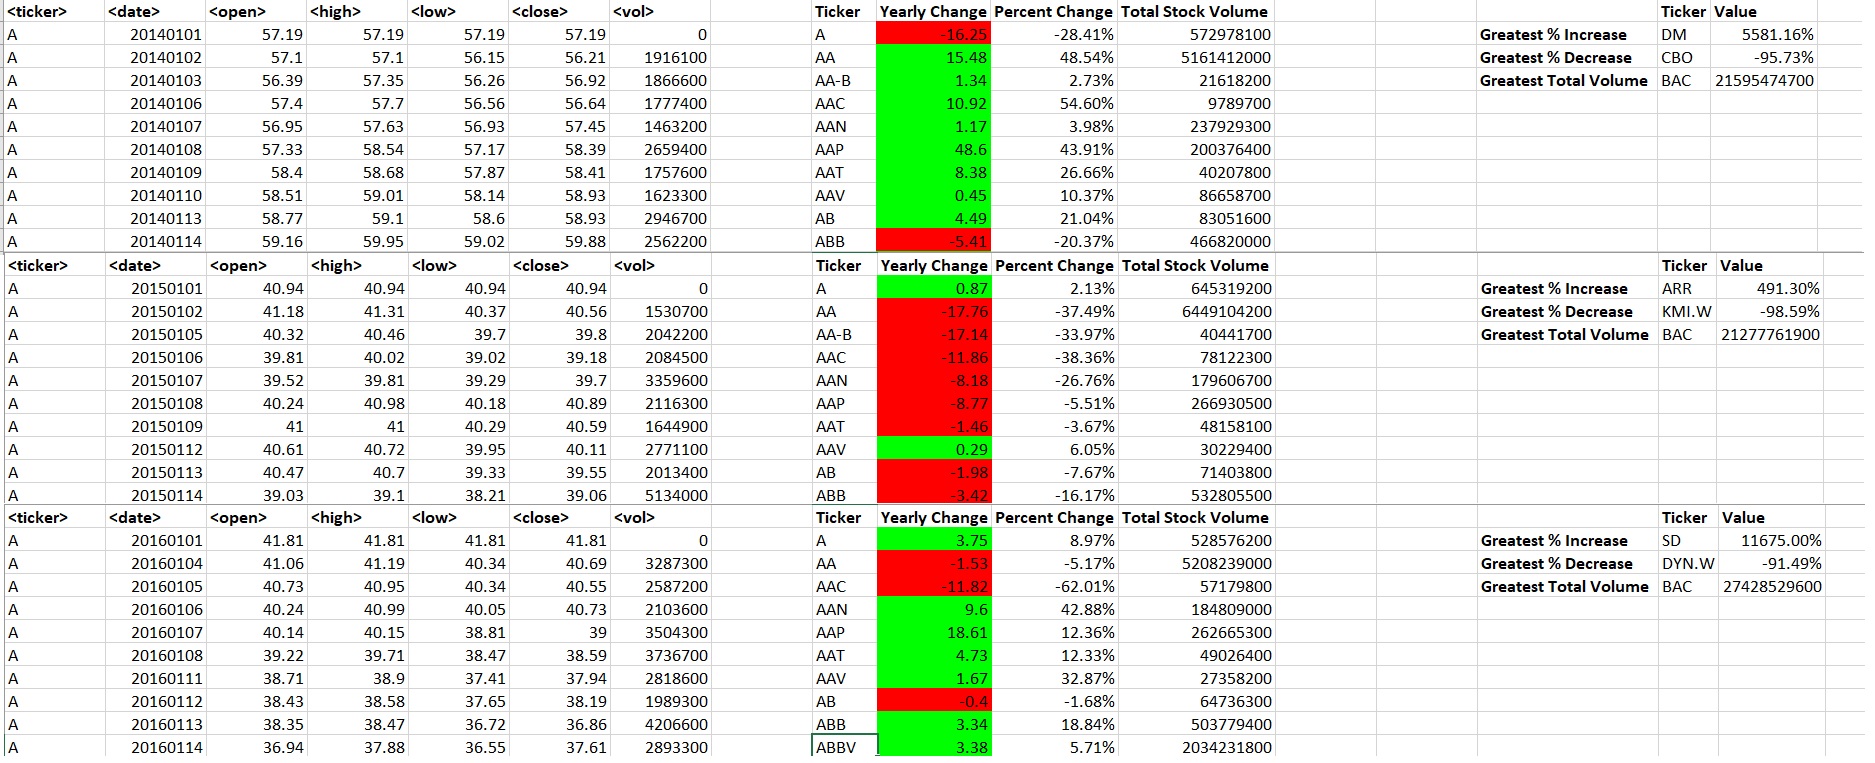 <ticker> <date> <open> <high> <low> <close> <vol> Ticker Yearly Change Percent Change Total Stock Volume Ticker Value
A 20140101 57.19 57.19 57.19 57.19 0 A -16.25 -28.41% 572978100 Greatest % Increase DM 5581.16%
A 20140102 57.1 57.1 56.15 56.21 1916100 AA 15.48 48.54% 5161412000 Greatest % Decrease CBO -95.73%
A 20140103 56.39 57.35 56.26 56.92 1866600 AA-B 1.34 2.73% 21618200 Greatest Total Volume BAC 21595474700
A 20140106 57.4 57.7 56.56 56.64 1777400 AAC 10.92 54.60% 9789700
A 20140107 56.95 57.63 56.93 57.45 1463200 AAN 1.17 3.98% 237929300
A 20140108 57.33 58.54 57.17 58.39 2659400 AAP 48.6 43.91% 200376400
A 20140109 58.4 58.68 57.87 58.41 1757600 AAT 8.38 26.66% 40207800
A 20140110 58.51 59.01 58.14 58.93 1623300 AAV 0.45 10.37% 86658700
A 20140113 58.77 59.1 58.6 58.93 2946700 AB 4.49 21.04% 83051600
A 20140114 59.16 59.95 59.02 59.88 2562200 ABB -5.41 -20.37% 466820000
<ticker> <date> <open> <high> <low> <close> <vol> Ticker Yearly Change Percent Change Total Stock Volume Ticker Value
A 20150101 40.94 40.94 40.94 40.94 0 A 0.87 2.13% 645319200 Greatest % Increase ARR 491.30%
A 20150102 41.18 41.31 40.37 40.56 1530700 AA -17.76 -37.49% 6449104200 Greatest % Decrease KMI.W -98.59%
A 20150105 40.32 40.46 39.7 39.8 2042200 AA-B -17.14 -33.97% 40441700 Greatest Total Volume BAC 21277761900
A 20150106 39.81 40.02 39.02 39.18 2084500 AAC -11.86 -38.36% 78122300
A 20150107 39.52 39.81 39.29 39.7 3359600 AAN -8.18 -26.76% 179606700
A 20150108 40.24 40.98 40.18 40.89 2116300 AAP -8.77 -5.51% 266930500
A 20150109 41 41 40.29 40.59 1644900 AAT -1.46 -3.67% 48158100
A 20150112 40.61 40.72 39.95 40.11 2771100 AAV 0.29 6.05% 30229400
A 20150113 40.47 40.7 39.33 39.55 2013400 AB -1.98 -7.67% 71403800
A 20150114 39.03 39.1 38.21 39.06 5134000 ABB -3.42 -16.17% 532805500
<ticker> <date> <open> <high> <low> <close> <vol> Ticker Yearly Change Percent Change Total Stock Volume Ticker Value
A 20160101 41.81 41.81 41.81 41.81 0 A 3.75 8.97% 528576200 Greatest % Increase SD 11675.00%
A 20160104 41.06 41.19 40.34 40.69 3287300 AA -1.53 -5.17% 5208239000 Greatest % Decrease DYN.W -91.49%
A 20160105 40.73 40.95 40.34 40.55 2587200 AAC -11.82 -62.01% 57179800 Greatest Total Volume BAC 27428529600
A 20160106 40.24 40.99 40.05 40.73 2103600 AAN 9.6 42.88% 184809000
A 20160107 40.14 40.15 38.81 39 3504300 AAP 18.61 12.36% 262665300
A 20160108 39.22 39.71 38.47 38.59 3736700 AAT 4.73 12.33% 49026400
A 20160111 38.71 38.9 37.41 37.94 2818600 AAV 1.67 32.87% 27358200
A 20160112 38.43 38.58 37.65 38.19 1989300 AB -0.4 -1.68% 64736300
A 20160113 38.35 38.47 36.72 36.86 4206600 ABB 3.34 18.84% 503779400
A 20160114 36.94 37.88 36.55 37.61 2893300 ABBV 3.38 5.71% 2034231800